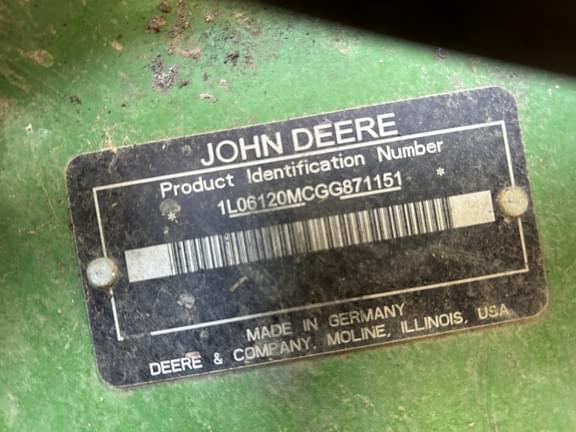 JOHN DEERE
Product Identification Number
* 1L06120MCGG871151 *
MADE IN GERMANY
DEERE & COMPANY, MOLINE, ILLINOIS, USA